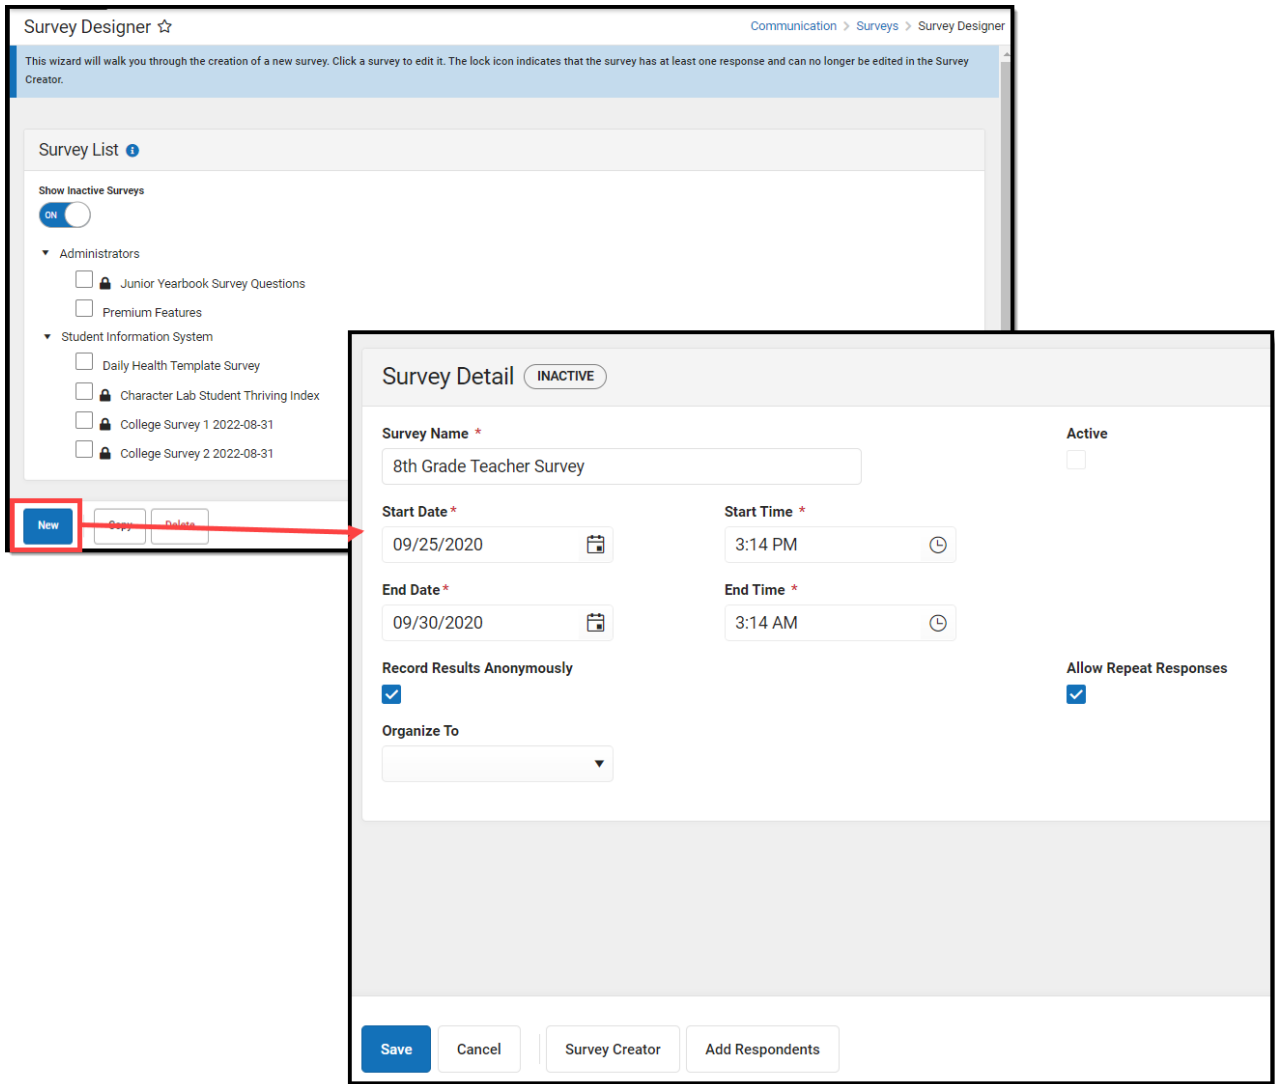 Survey Designer
Communication > Surveys > Survey Designer
This wizard will walk you through the creation of a new survey. Click a survey to edit it. The lock icon indicates that the survey has at least one response and can no longer be edited in the Survey
Creator.
Survey List
Show Inactive Surveys
ON
Administrators
Junior Yearbook Survey Questions
Premium Features
Student Information System
Daily Health Template Survey
Character Lab Student Thriving Index
College Survey 1 2022-08-31
College Survey 2 2022-08-31
New
Copy
Delete
Survey Detail INACTIVE
Survey Name *
Active
8th Grade Teacher Survey
Start Date *
Start Time *
09/25/2020
3:14 PM
End Date *
End Time *
09/30/2020
3:14 AM
Record Results Anonymously
Allow Repeat Responses
Organize To
Save
Cancel
Survey Creator
Add Respondents